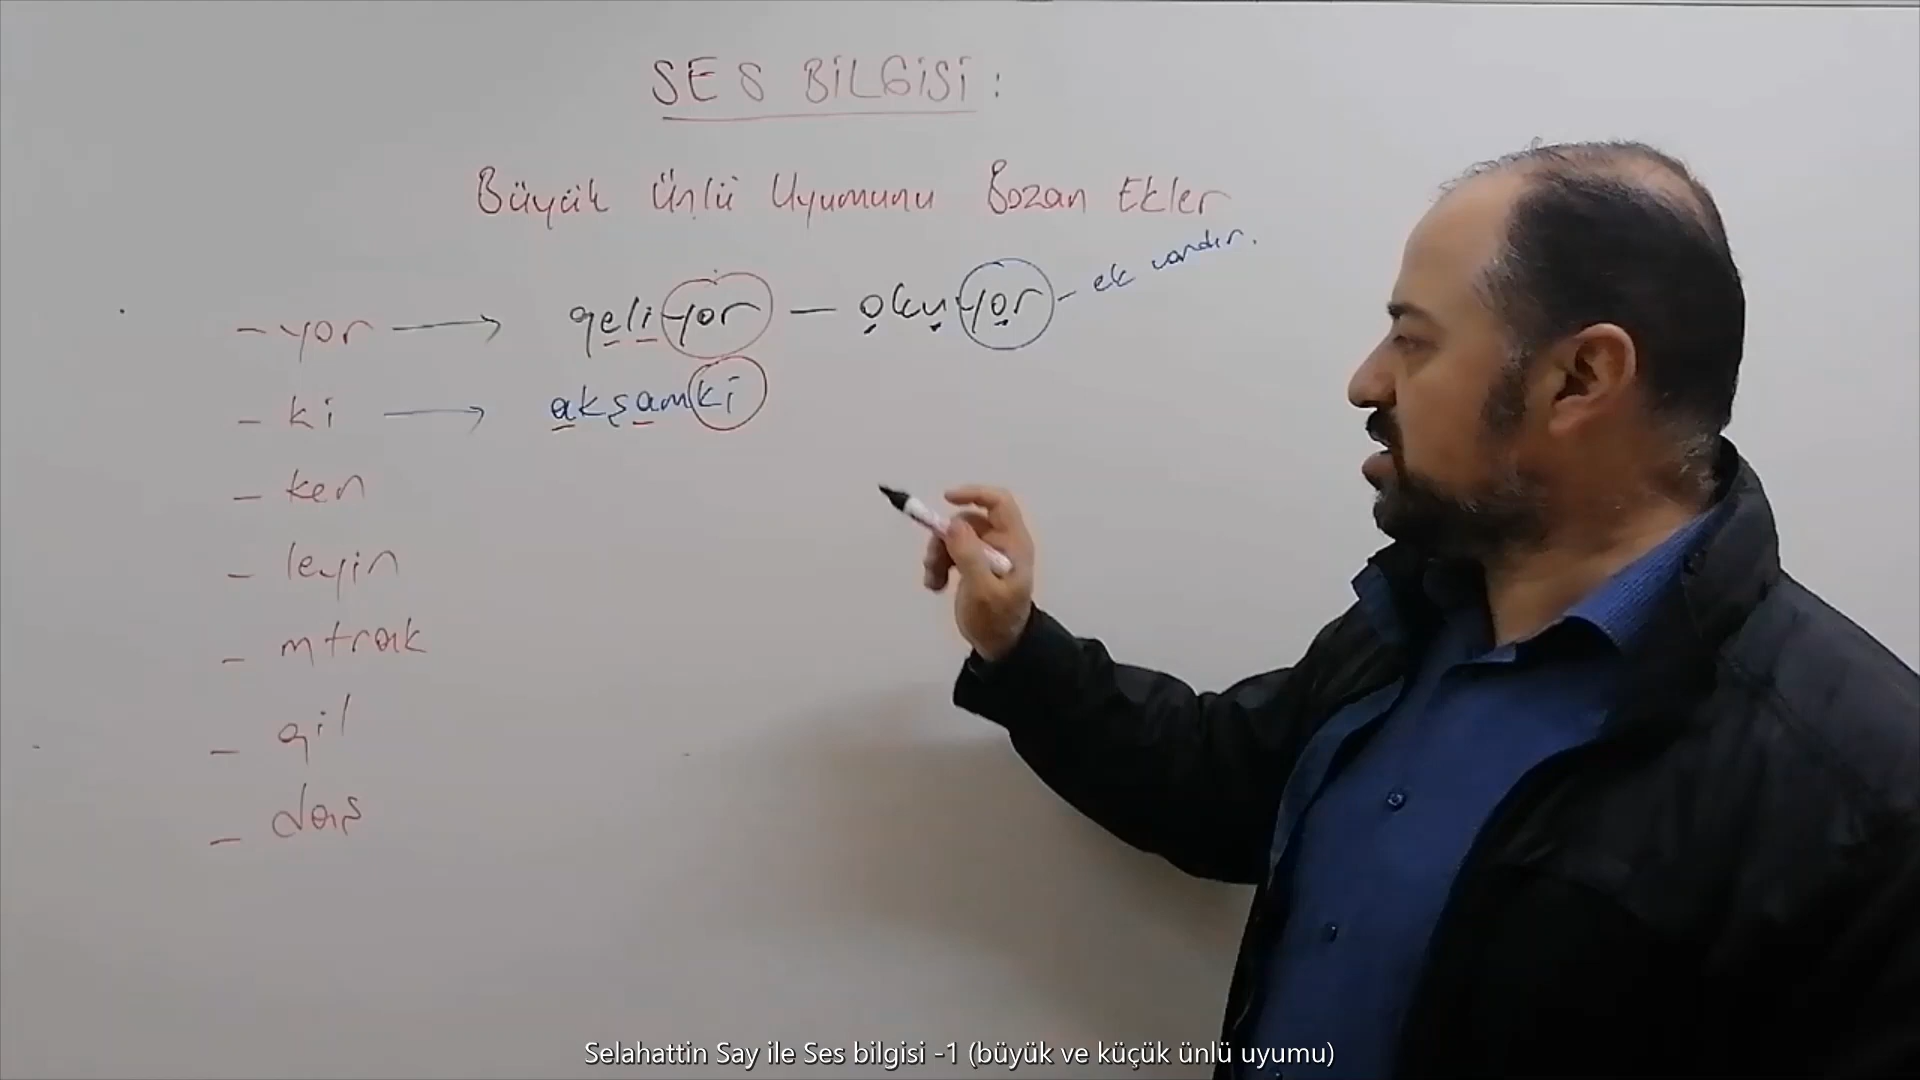 SES BİLGİSİ:
Büyük Ünlü Uyumunu Bozan Ekler
- yor → geliyor — okuyor - ek vardır.
- ki → akşamki
- ken
- leyin
- mtrak
- gil
- daş
Selahattin Say ile Ses bilgisi -1 (büyük ve küçük ünlü uyumu)